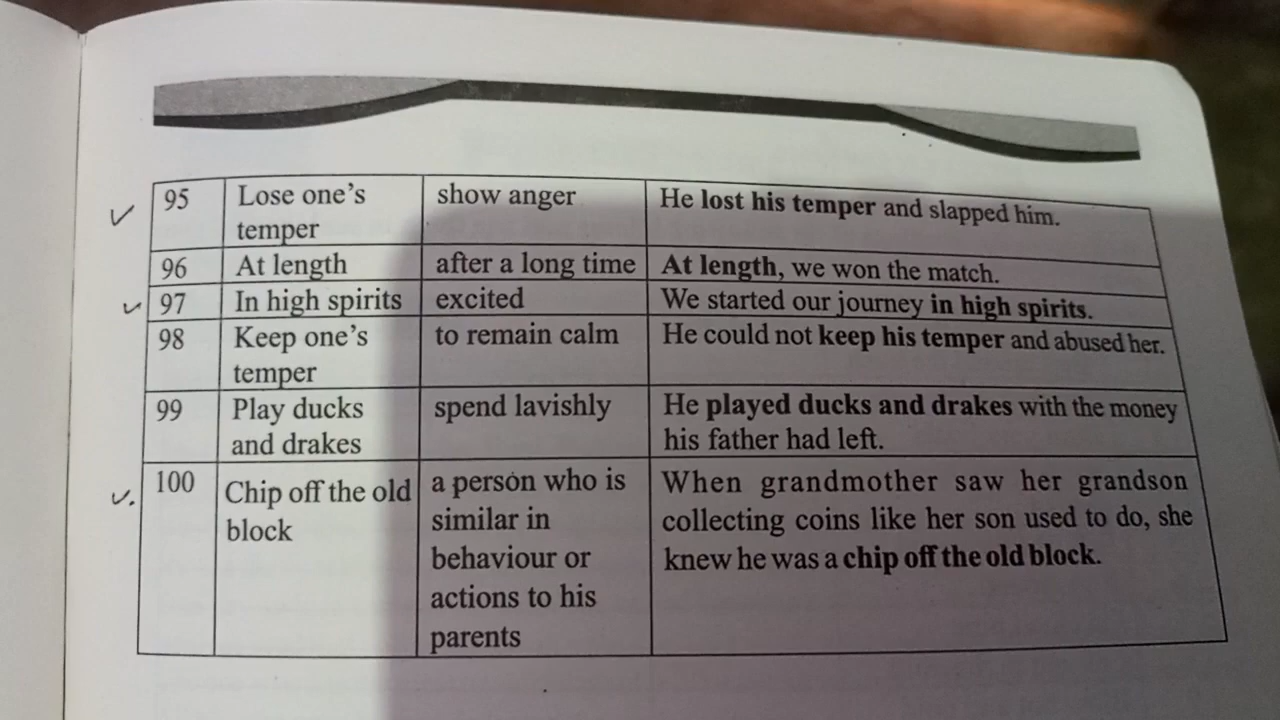 95 Lose one's show anger He lost his temper and slapped him.
temper
96 At length after a long time At length, we won the match.
97 In high spirits excited We started our journey in high spirits.
98 Keep one's to remain calm He could not keep his temper and abused her.
temper
99 Play ducks spend lavishly He played ducks and drakes with the money
and drakes his father had left.
100 Chip off the old a person who is When grandmother saw her grandson
block similar in collecting coins like her son used to do, she
behaviour or knew he was a chip off the old block.
actions to his
parents